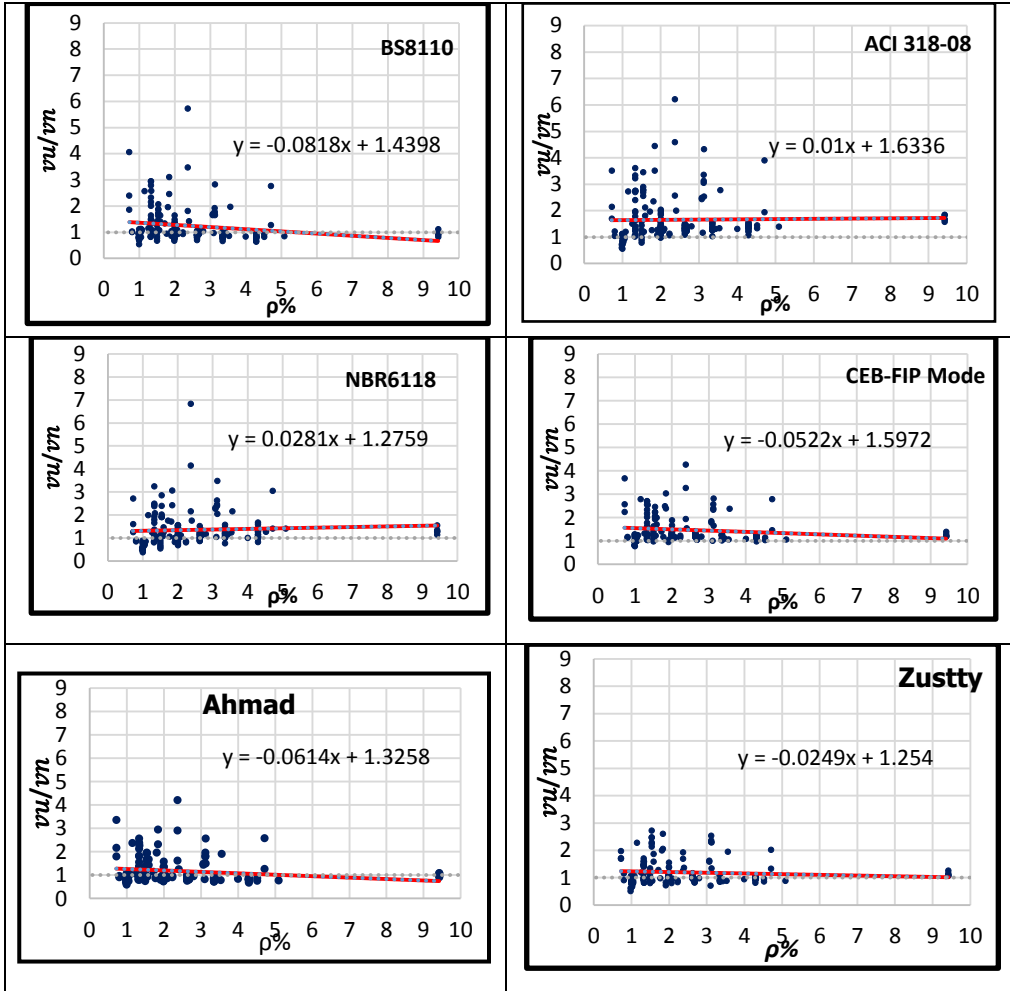 BS8110
vu/vn
9
8
7
6
5
4
3
2
1
0
y = -0.0818x + 1.4398
0 1 2 3 4 5 6 7 8 9 10
ρ%
ACI 318-08
vu/vn
9
8
7
6
5
4
3
2
1
0
y = 0.01x + 1.6336
0 1 2 3 4 5 6 7 8 9 10
ρ%
NBR6118
vu/vn
9
8
7
6
5
4
3
2
1
0
y = 0.0281x + 1.2759
0 1 2 3 4 5 6 7 8 9 10
ρ%
CEB-FIP Mode
vu/vn
9
8
7
6
5
4
3
2
1
0
y = -0.0522x + 1.5972
0 1 2 3 4 5 6 7 8 9 10
ρ%
Ahmad
vu/vn
9
8
7
6
5
4
3
2
1
0
y = -0.0614x + 1.3258
0 1 2 3 4 5 6 7 8 9 10
ρ%
Zustty
vu/vn
9
8
7
6
5
4
3
2
1
0
y = -0.0249x + 1.254
0 1 2 3 4 5 6 7 8 9 10
ρ%